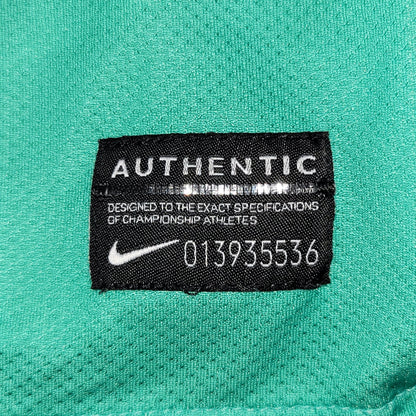 AUTHENTIC
DESIGNED TO THE EXACT SPECIFICATIONS
OF CHAMPIONSHIP ATHLETES
013935536